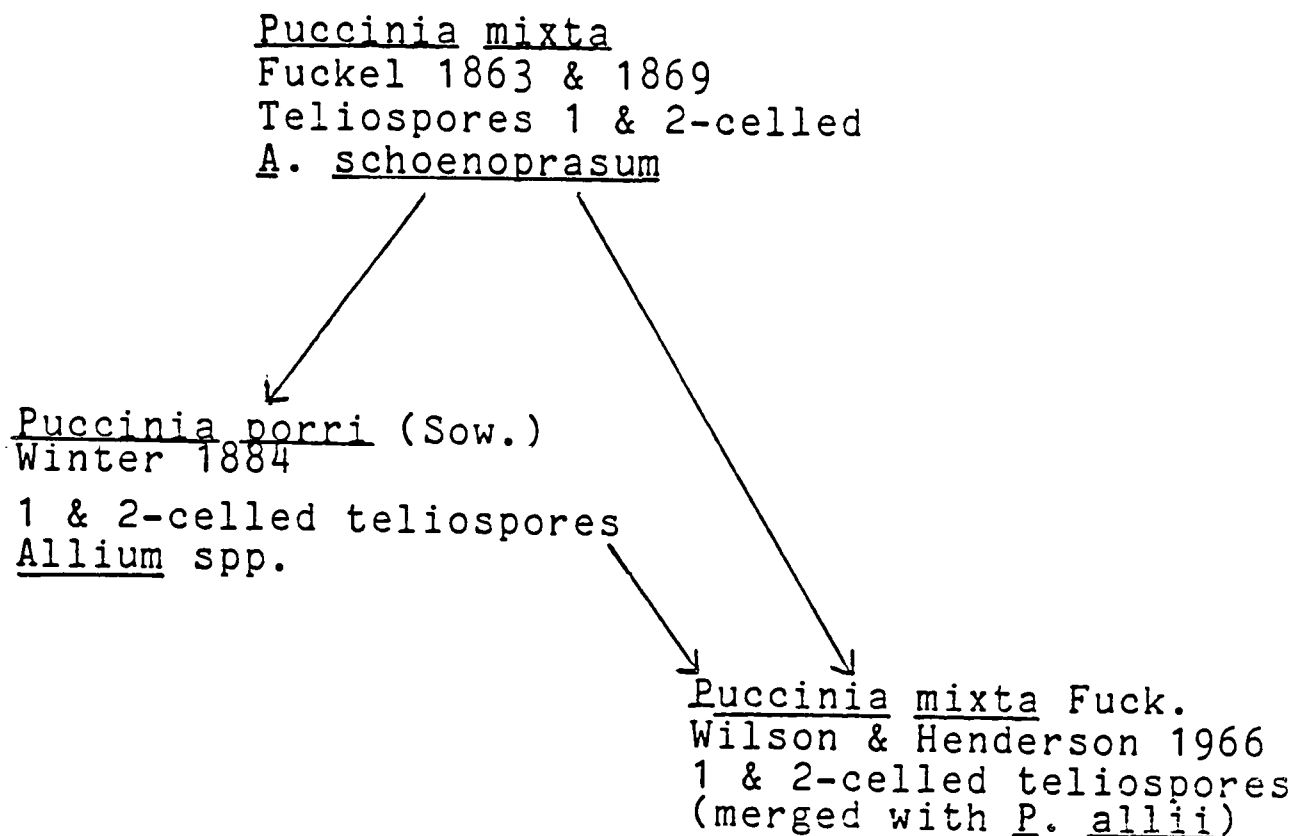 Puccinia mixta
Fuckel 1863 & 1869
Teliospores 1 & 2-celled
A. schoenoprasum
Puccinia porri (Sow.)
Winter 1884
1 & 2-celled teliospores
Allium spp.
Puccinia mixta Fuck.
Wilson & Henderson 1966
1 & 2-celled teliospores
(merged with P. allii)